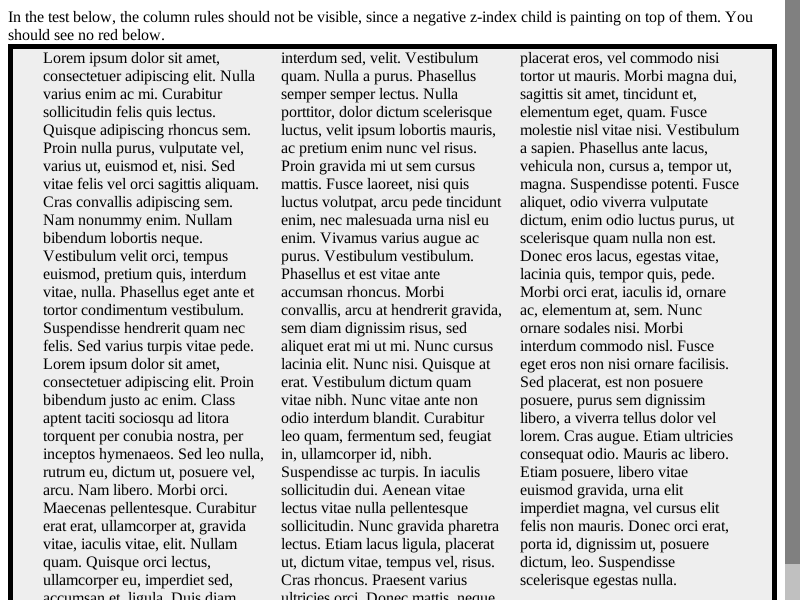 In the test below, the column rules should not be visible, since a negative z-index child is painting on top of them. You
should see no red below.
Lorem ipsum dolor sit amet,
consectetuer adipiscing elit. Nulla
varius enim ac mi. Curabitur
sollicitudin felis quis lectus.
Quisque adipiscing rhoncus sem.
Proin nulla purus, vulputate vel,
varius ut, euismod et, nisi. Sed
vitae felis vel orci sagittis aliquam.
Cras convallis adipiscing sem.
Nam nonummy enim. Nullam
bibendum lobortis neque.
Vestibulum velit orci, tempus
euismod, pretium quis, interdum
vitae, nulla. Phasellus eget ante et
tortor condimentum vestibulum.
Suspendisse hendrerit quam nec
felis. Sed varius turpis vitae pede.
Lorem ipsum dolor sit amet,
consectetuer adipiscing elit. Proin
bibendum justo ac enim. Class
aptent taciti sociosqu ad litora
torquent per conubia nostra, per
inceptos hymenaeos. Sed leo nulla,
rutrum eu, dictum ut, posuere vel,
arcu. Nam libero. Morbi orci.
Maecenas pellentesque. Curabitur
erat erat, ullamcorper at, gravida
vitae, iaculis vitae, elit. Nullam
quam. Quisque orci lectus,
ullamcorper eu, imperdiet sed,
accumsan et, ligula. Duis diam
interdum sed, velit. Vestibulum
quam. Nulla a purus. Phasellus
semper semper lectus. Nulla
porttitor, dolor dictum scelerisque
luctus, velit ipsum lobortis mauris,
ac pretium enim nunc vel risus.
Proin gravida mi ut sem cursus
mattis. Fusce laoreet, nisi quis
luctus volutpat, arcu pede tincidunt
enim, nec malesuada urna nisl eu
enim. Vivamus varius augue ac
purus. Vestibulum vestibulum.
Phasellus et est vitae ante
accumsan rhoncus. Morbi
convallis, arcu at hendrerit gravida,
sem diam dignissim risus, sed
aliquet erat mi ut mi. Nunc cursus
lacinia elit. Nunc nisi. Quisque at
erat. Vestibulum dictum quam
vitae nibh. Nunc vitae ante non
odio interdum blandit. Curabitur
leo quam, fermentum sed, feugiat
in, ullamcorper id, nibh.
Suspendisse ac turpis. In iaculis
sollicitudin dui. Aenean vitae
lectus vitae nulla pellentesque
sollicitudin. Nunc gravida pharetra
lectus. Etiam lacus ligula, placerat
ut, dictum vitae, tempus vel, risus.
Cras rhoncus. Praesent varius
ultricies orci. Donec mattis, neque
placerat eros, vel commodo nisi
tortor ut mauris. Morbi magna dui,
sagittis sit amet, tincidunt et,
elementum eget, quam. Fusce
molestie nisl vitae nisi. Vestibulum
a sapien. Phasellus ante lacus,
vehicula non, cursus a, tempor ut,
magna. Suspendisse potenti. Fusce
aliquet, odio viverra vulputate
dictum, enim odio luctus purus, ut
scelerisque quam nulla non est.
Donec eros lacus, egestas vitae,
lacinia quis, tempor quis, pede.
Morbi orci erat, iaculis id, ornare
ac, elementum at, sem. Nunc
ornare sodales nisi. Morbi
interdum commodo nisl. Fusce
eget eros non nisi ornare facilisis.
Sed placerat, est non posuere
posuere, purus sem dignissim
libero, a viverra tellus dolor vel
lorem. Cras augue. Etiam ultricies
consequat odio. Mauris ac libero.
Etiam posuere, libero vitae
euismod gravida, urna elit
imperdiet magna, vel cursus elit
felis non mauris. Donec orci erat,
porta id, dignissim ut, posuere
dictum, leo. Suspendisse
scelerisque egestas nulla.